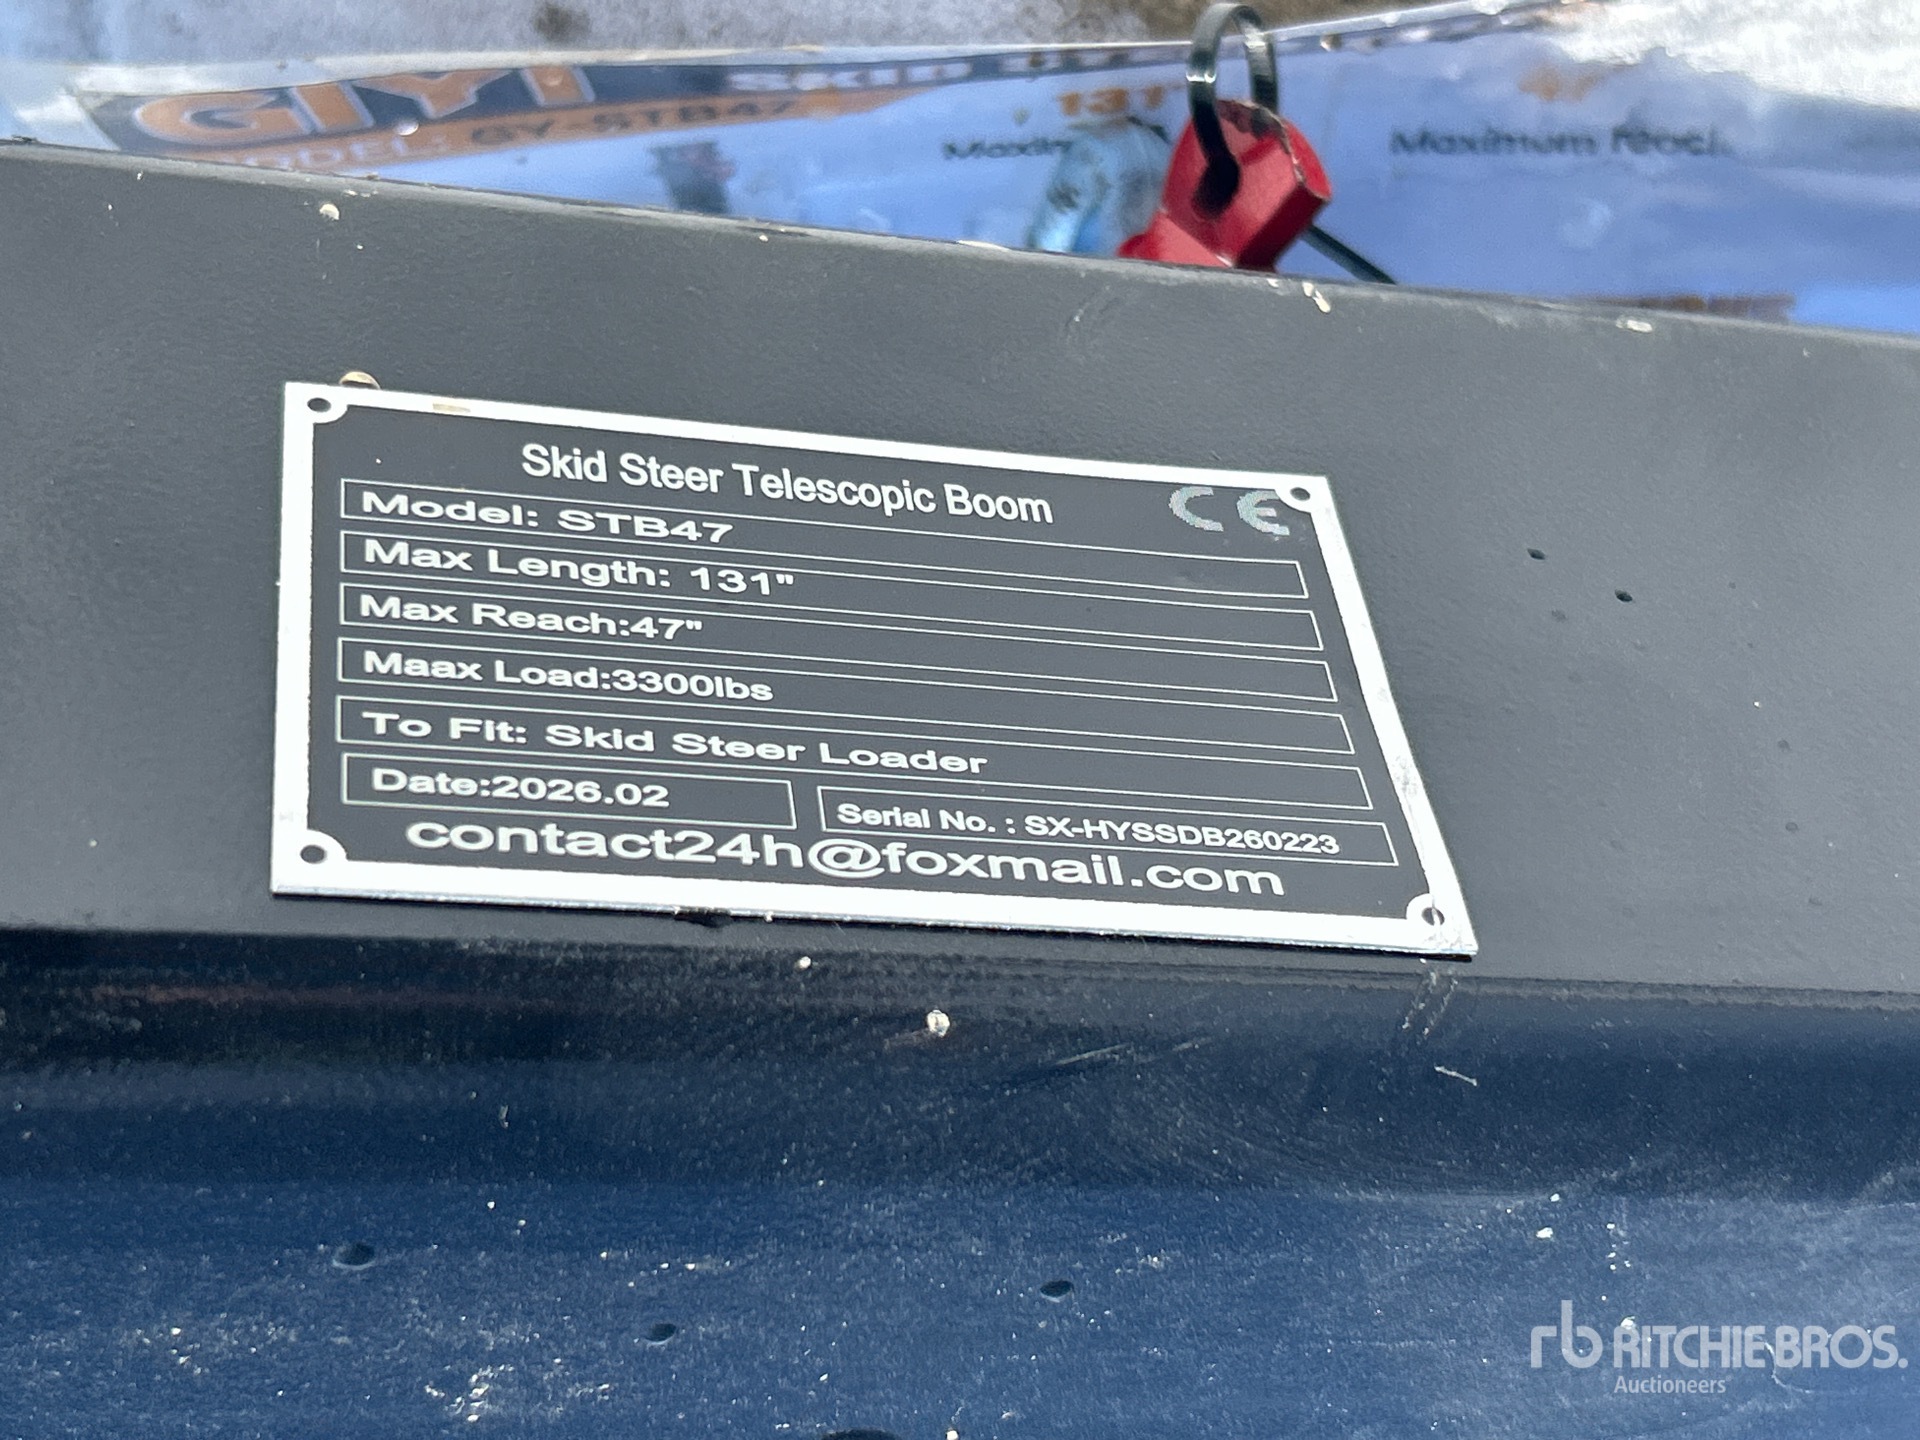 GIYI
MODEL: GY-STB47
131"
Maximum reach
Skid Steer Telescopic Boom
CE
Model: STB47
Max Length: 131"
Max Reach:47"
Maax Load:3300lbs
To Fit: Skid Steer Loader
Date:2026.02
Serial No. : SX-HYSSDB260223
contact24h@foxmail.com
rb RITCHIE BROS.
Auctioneers